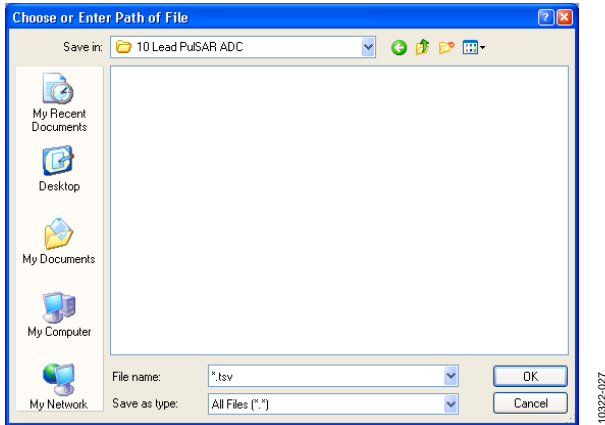 Choose or Enter Path of File
Save in:
10 Lead PulSAR ADC
My Recent
Documents
Desktop
My Documents
My Computer
My Network
File name:
*.tsv
OK
Save as type:
All Files (*.*)
Cancel
10322-027